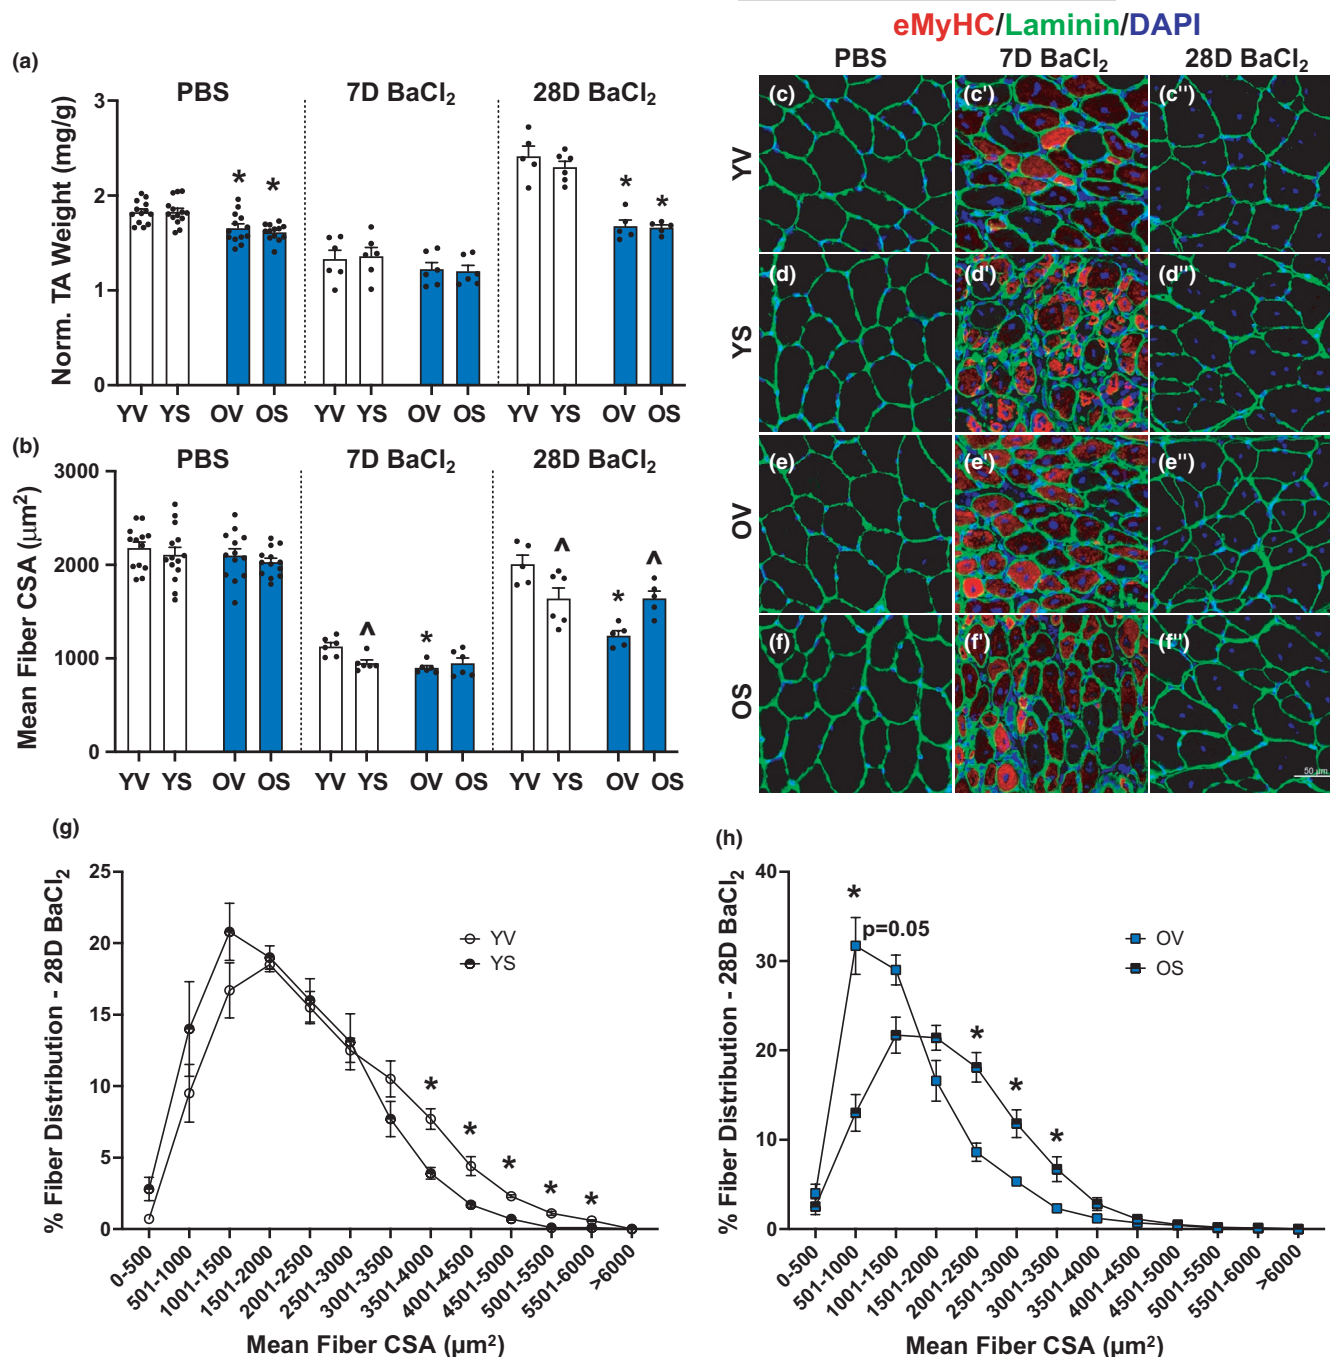 (a)
PBS
7D BaCl₂
28D BaCl₂
Norm. TA Weight (mg/g)
3
2
1
0
* * * *
YV YS OV OS YV YS OV OS YV YS OV OS
(b)
PBS
7D BaCl₂
28D BaCl₂
Mean Fiber CSA (μm²)
3000
2000
1000
0
^ * ^ * ^
YV YS OV OS YV YS OV OS YV YS OV OS
eMyHC/Laminin/DAPI
PBS 7D BaCl₂ 28D BaCl₂
YV
(c) (c') (c'')
YS
(d) (d') (d'')
OV
(e) (e') (e'')
OS
(f) (f') (f'')
50 μm
(g)
% Fiber Distribution - 28D BaCl₂
25
20
15
10
5
0
YV
YS
* * * * *
0-500
501-1000
1001-1500
1501-2000
2001-2500
2501-3000
3001-3500
3501-4000
4001-4500
4501-5000
5001-5500
5501-6000
>6000
Mean Fiber CSA (μm²)
(h)
% Fiber Distribution - 28D BaCl₂
40
30
20
10
0
*
p=0.05
OV
OS
* * *
0-500
501-1000
1001-1500
1501-2000
2001-2500
2501-3000
3001-3500
3501-4000
4001-4500
4501-5000
5001-5500
5501-6000
>6000
Mean Fiber CSA (μm²)